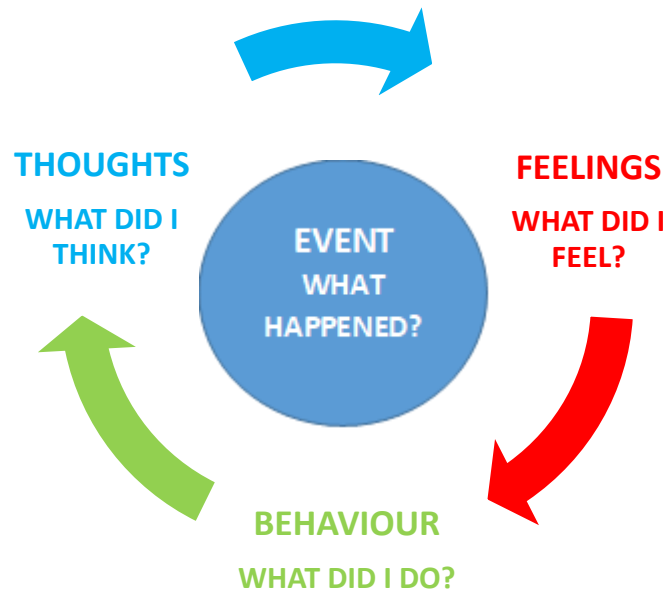 THOUGHTS
WHAT DID I
THINK?
FEELINGS
WHAT DID I
FEEL?
EVENT
WHAT
HAPPENED?
BEHAVIOUR
WHAT DID I DO?